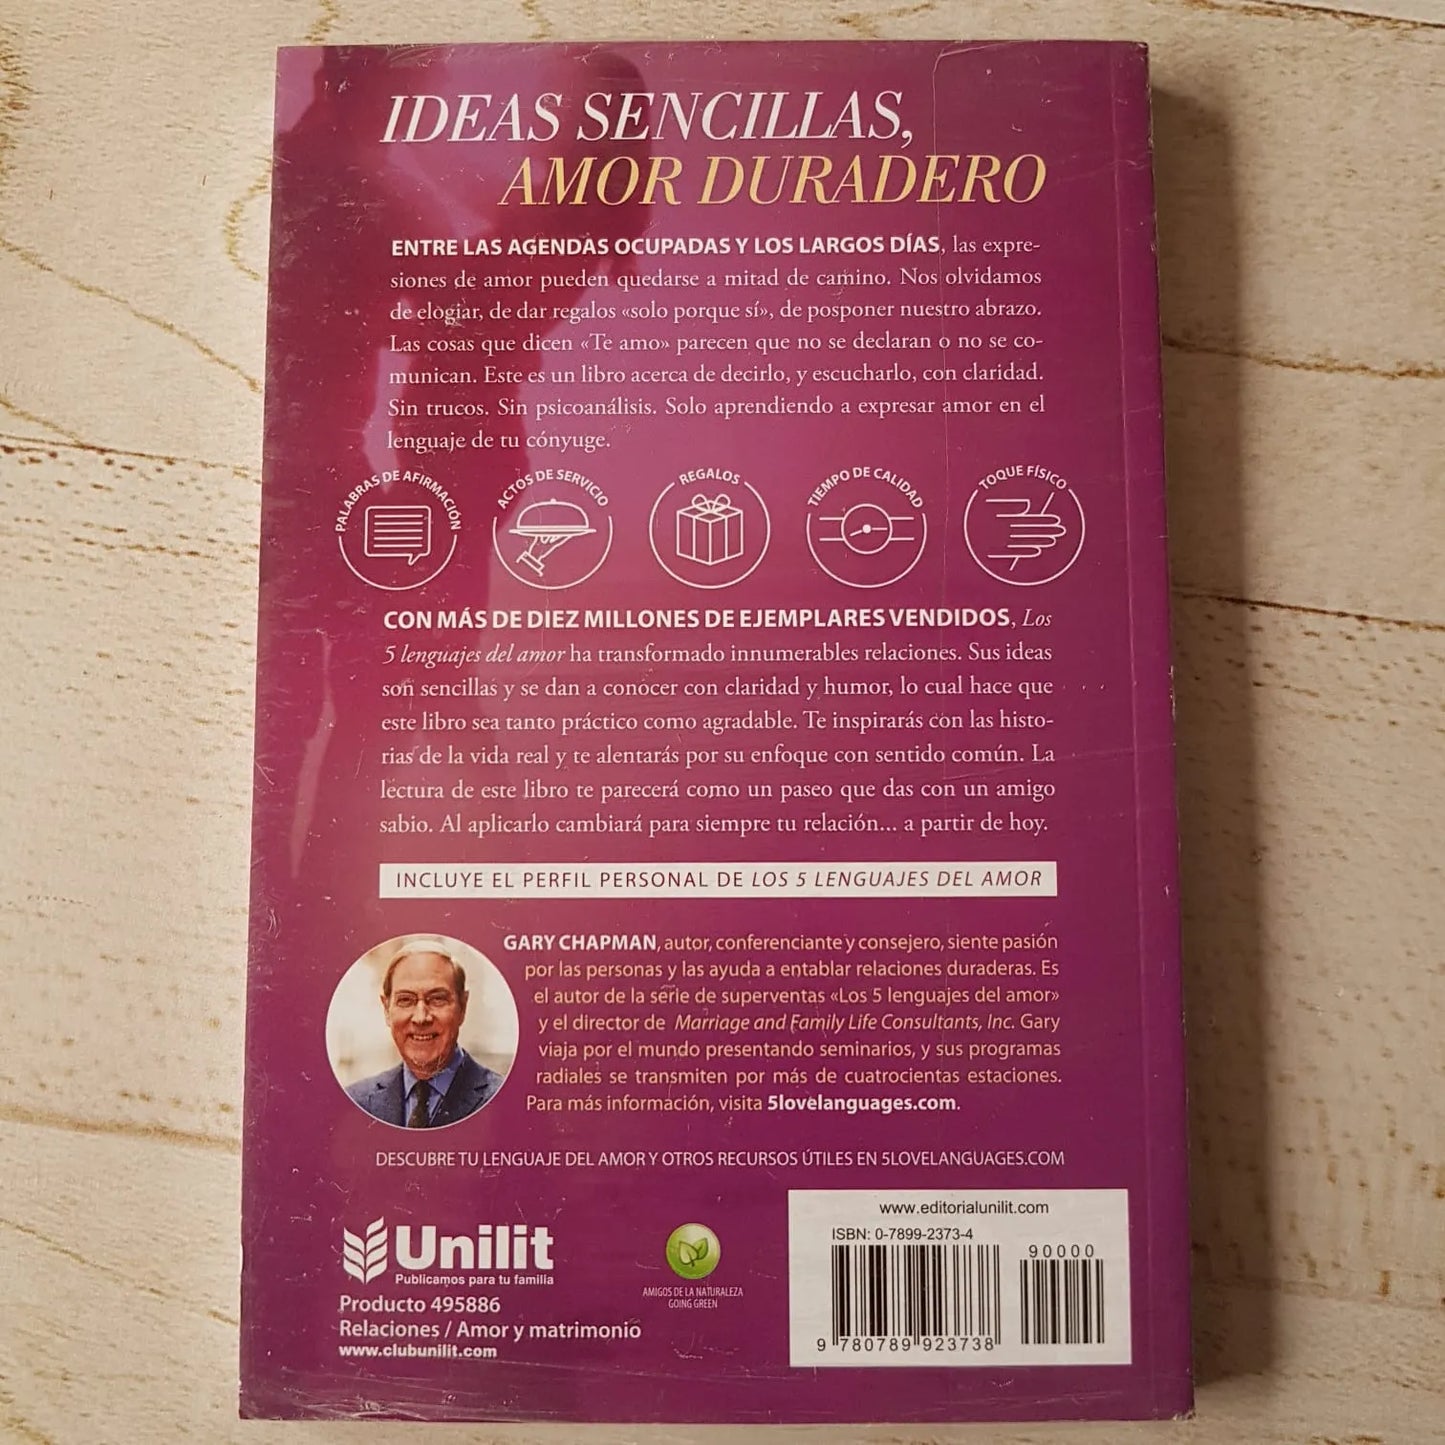 IDEAS SENCILLAS,
AMOR DURADERO
ENTRE LAS AGENDAS OCUPADAS Y LOS LARGOS DÍAS, las expre-
siones de amor pueden quedarse a mitad de camino. Nos olvidamos
de elogiar, de dar regalos «solo porque sí», de posponer nuestro abrazo.
Las cosas que dicen «Te amo» parecen que no se declaran o no se co-
munican. Este es un libro acerca de decirlo, y escucharlo, con claridad.
Sin trucos. Sin psicoanálisis. Solo aprendiendo a expresar amor en el
lenguaje de tu cónyuge.
PALABRAS DE AFIRMACIÓN
ACTOS DE SERVICIO
REGALOS
TIEMPO DE CALIDAD
TOQUE FÍSICO
CON MÁS DE DIEZ MILLONES DE EJEMPLARES VENDIDOS, Los
5 lenguajes del amor ha transformado innumerables relaciones. Sus ideas
son sencillas y se dan a conocer con claridad y humor, lo cual hace que
este libro sea tanto práctico como agradable. Te inspirarás con las histo-
rias de la vida real y te alentarás por su enfoque con sentido común. La
lectura de este libro te parecerá como un paseo que das con un amigo
sabio. Al aplicarlo cambiará para siempre tu relación... a partir de hoy.
INCLUYE EL PERFIL PERSONAL DE LOS 5 LENGUAJES DEL AMOR
GARY CHAPMAN, autor, conferenciante y consejero, siente pasión
por las personas y las ayuda a entablar relaciones duraderas. Es
el autor de la serie de superventas «Los 5 lenguajes del amor»
y el director de Marriage and Family Life Consultants, Inc. Gary
viaja por el mundo presentando seminarios, y sus programas
radiales se transmiten por más de cuatrocientas estaciones.
Para más información, visita 5lovelanguages.com.
DESCUBRE TU LENGUAJE DEL AMOR Y OTROS RECURSOS ÚTILES EN 5LOVELANGUAGES.COM
Unilit
Publicamos para tu familia
Producto 495886
Relaciones / Amor y matrimonio
www.clubunilit.com
AMIGOS DE LA NATURALEZA
GOING GREEN
www.editorialunilit.com
ISBN: 0-7899-2373-4
90000
9 780789 923738